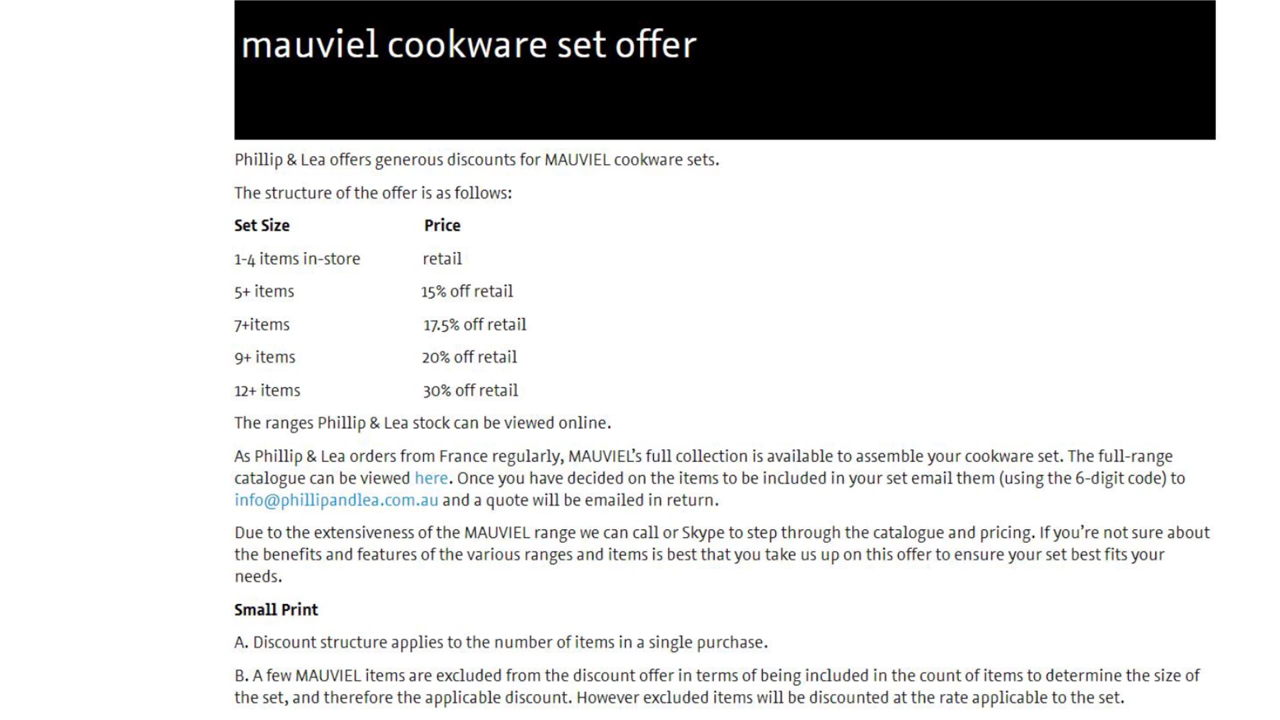 mauviel cookware set offer
Phillip & Lea offers generous discounts for MAUVIEL cookware sets.
The structure of the offer is as follows:
Set Size Price
1-4 items in-store retail
5+ items 15% off retail
7+items 17.5% off retail
9+ items 20% off retail
12+ items 30% off retail
The ranges Phillip & Lea stock can be viewed online.
As Phillip & Lea orders from France regularly, MAUVIEL's full collection is available to assemble your cookware set. The full-range
catalogue can be viewed here. Once you have decided on the items to be included in your set email them (using the 6-digit code) to
info@phillipandlea.com.au and a quote will be emailed in return.
Due to the extensiveness of the MAUVIEL range we can call or Skype to step through the catalogue and pricing. If you're not sure about
the benefits and features of the various ranges and items is best that you take us up on this offer to ensure your set best fits your
needs.
Small Print
A. Discount structure applies to the number of items in a single purchase.
B. A few MAUVIEL items are excluded from the discount offer in terms of being included in the count of items to determine the size of
the set, and therefore the applicable discount. However excluded items will be discounted at the rate applicable to the set.